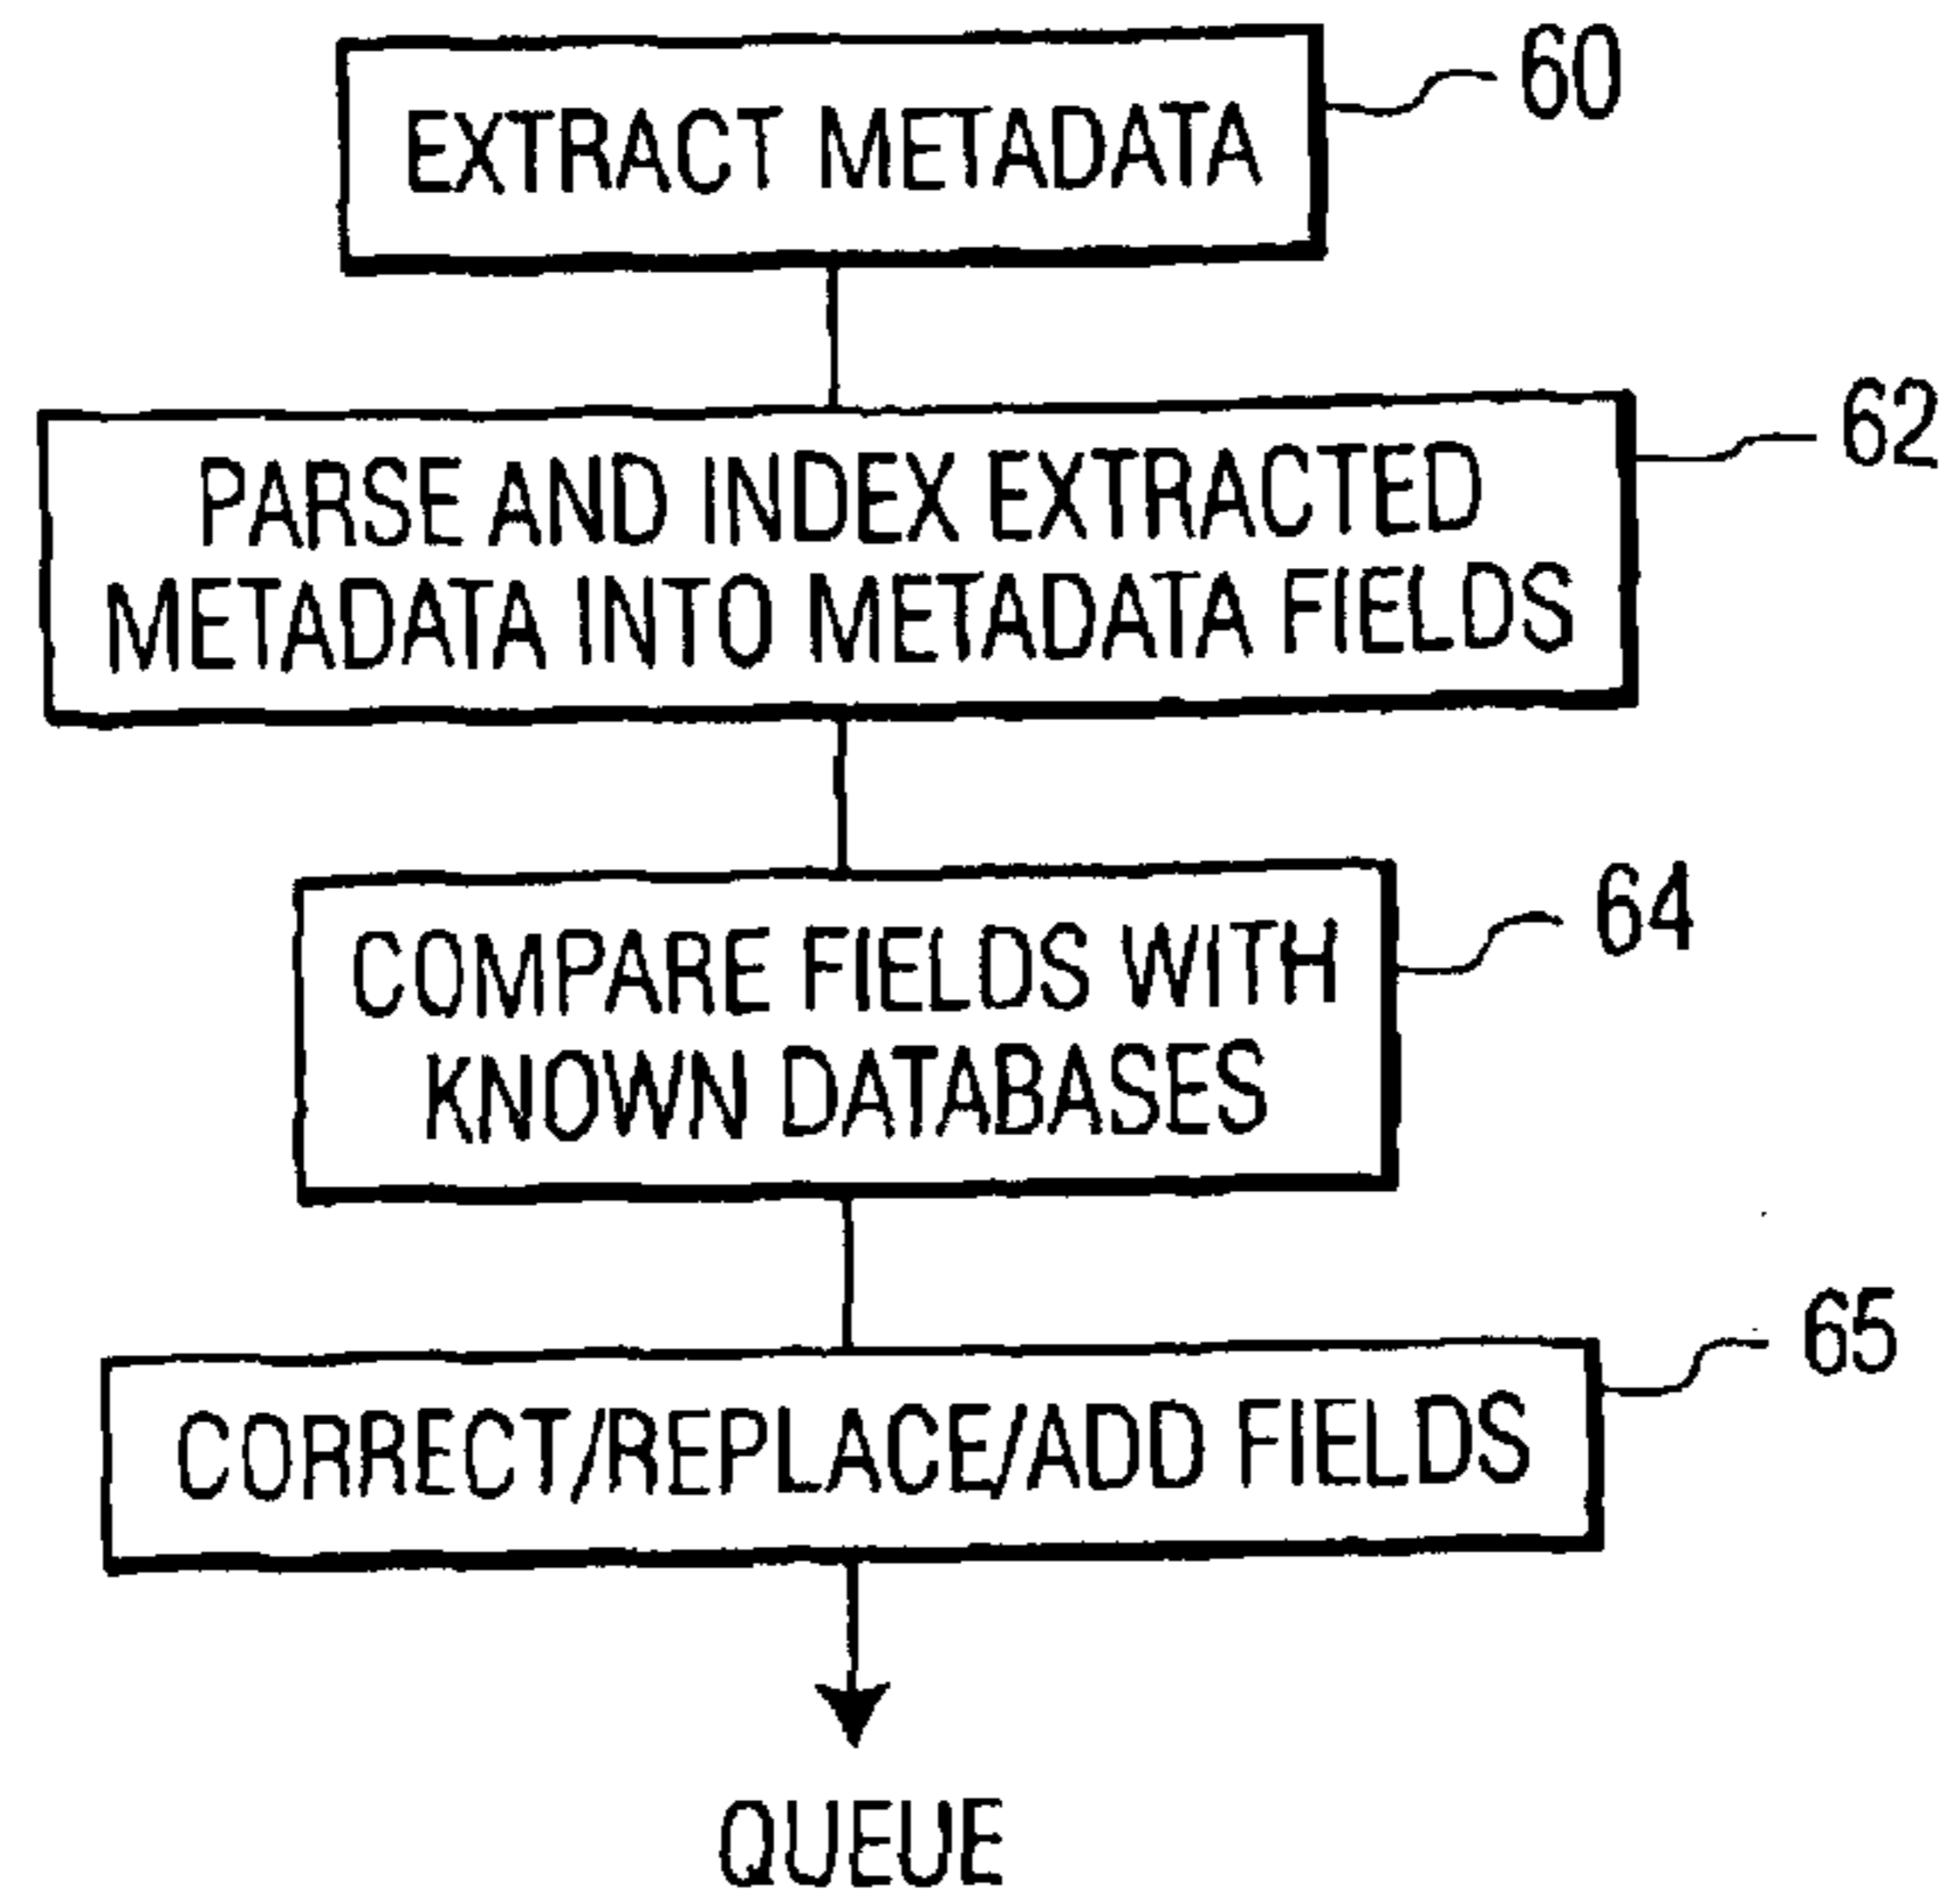 EXTRACT METADATA
60
PARSE AND INDEX EXTRACTED
METADATA INTO METADATA FIELDS
62
COMPARE FIELDS WITH
KNOWN DATABASES
64
CORRECT/REPLACE/ADD FIELDS
65
QUEUE